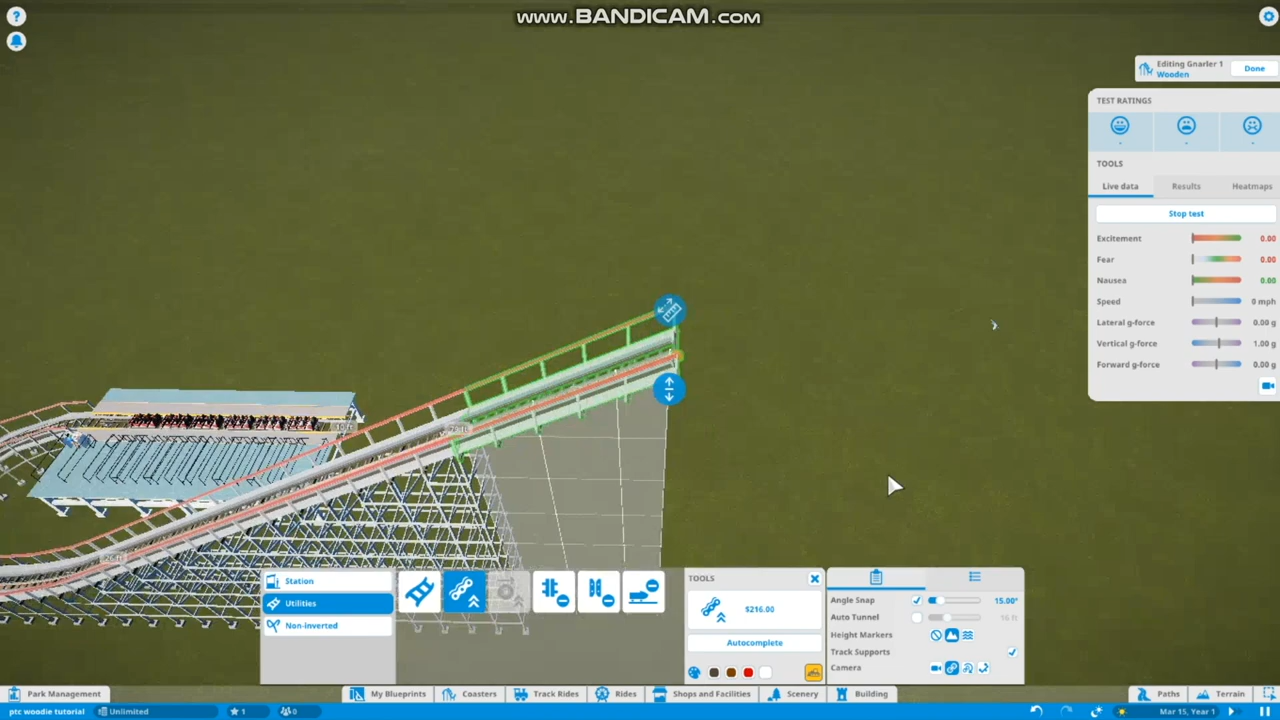 www.BANDICAM.com
?
Editing Gnarler 1
Wooden
Done
TEST RATINGS
- - -
TOOLS
Live data Results Heatmaps
Stop test
Excitement 0.00
Fear 0.00
Nausea 0.00
Speed 0 mph
Lateral g-force 0.00 g
Vertical g-force 1.00 g
Forward g-force 0.00 g
Station
Utilities
Non-inverted
TOOLS
$216.00
Autocomplete
Angle Snap 15.00°
Auto Tunnel 16 ft
Height Markers
Track Supports
Camera
Park Management My Blueprints Coasters Track Rides Rides Shops and Facilities Scenery Building Paths Terrain
ptc woodie tutorial Unlimited 1 0 Mar 15, Year 1